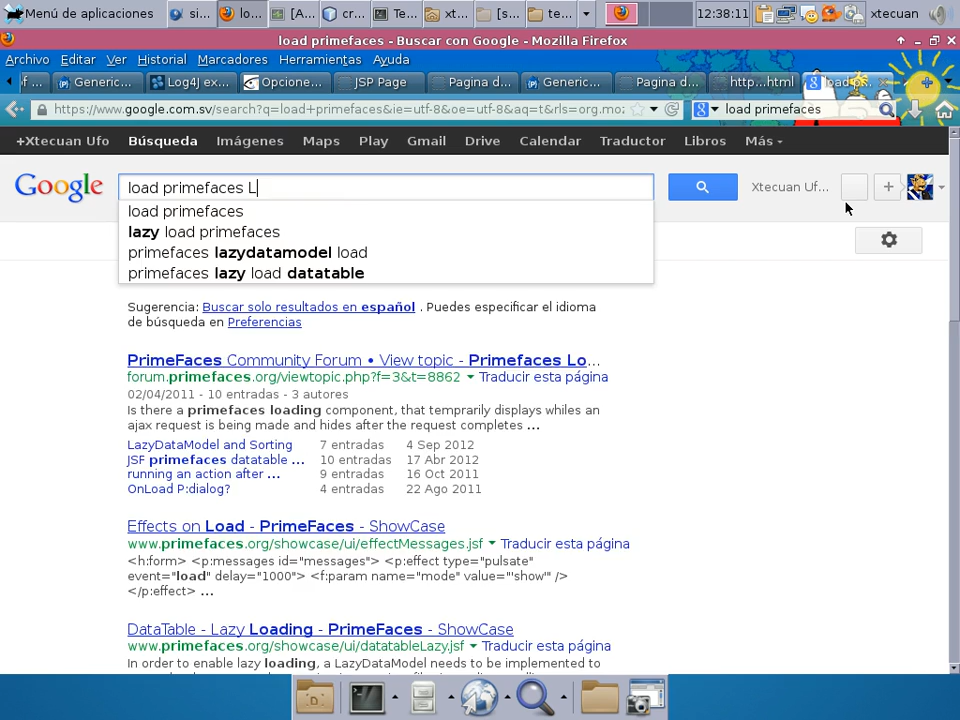 Menú de aplicaciones
si...
lo...
[A...
cr...
Te...
xt...
[s...
te...
12:38:11
xtecuan
load primefaces - Buscar con Google - Mozilla Firefox
Archivo Editar Ver Historial Marcadores Herramientas Ayuda
of ...
Generic...
Log4J ex...
Opcione...
JSP Page
Pagina d...
Generic...
Pagina d...
http...html
https://www.google.com.sv/search?q=load+primefaces&ie=utf-8&oe=utf-8&aq=t&rls=org.mo:
load primefaces
+Xtecuan Ufo Búsqueda Imágenes Maps Play Gmail Drive Calendar Traductor Libros Más
Google
load primefaces L
Xtecuan Uf...
load primefaces
lazy load primefaces
primefaces lazydatamodel load
primefaces lazy load datatable
Sugerencia: Buscar solo resultados en español . Puedes especificar el idioma
de búsqueda en Preferencias
PrimeFaces Community Forum • View topic - Primefaces Lo...
forum.primefaces.org/viewtopic.php?f=3&t=8862 Traducir esta página
02/04/2011 - 10 entradas - 3 autores
Is there a primefaces loading component, that temprarily displays whiles an
ajax request is being made and hides after the request completes ...
LazyDataModel and Sorting 7 entradas 4 Sep 2012
JSF primefaces datatable ... 10 entradas 17 Abr 2012
running an action after ... 9 entradas 16 Oct 2011
OnLoad P:dialog? 4 entradas 22 Ago 2011
Effects on Load - PrimeFaces - ShowCase
www.primefaces.org/showcase/ui/effectMessages.jsf Traducir esta página
<h:form> <p:messages id="messages"> <p:effect type="pulsate"
event="load" delay="1000"> <f:param name="mode" value="'show'" />
</p:effect> ...
DataTable - Lazy Loading - PrimeFaces - ShowCase
www.primefaces.org/showcase/ui/datatableLazy.jsf Traducir esta página
In order to enable lazy loading, a LazyDataModel needs to be implemented to